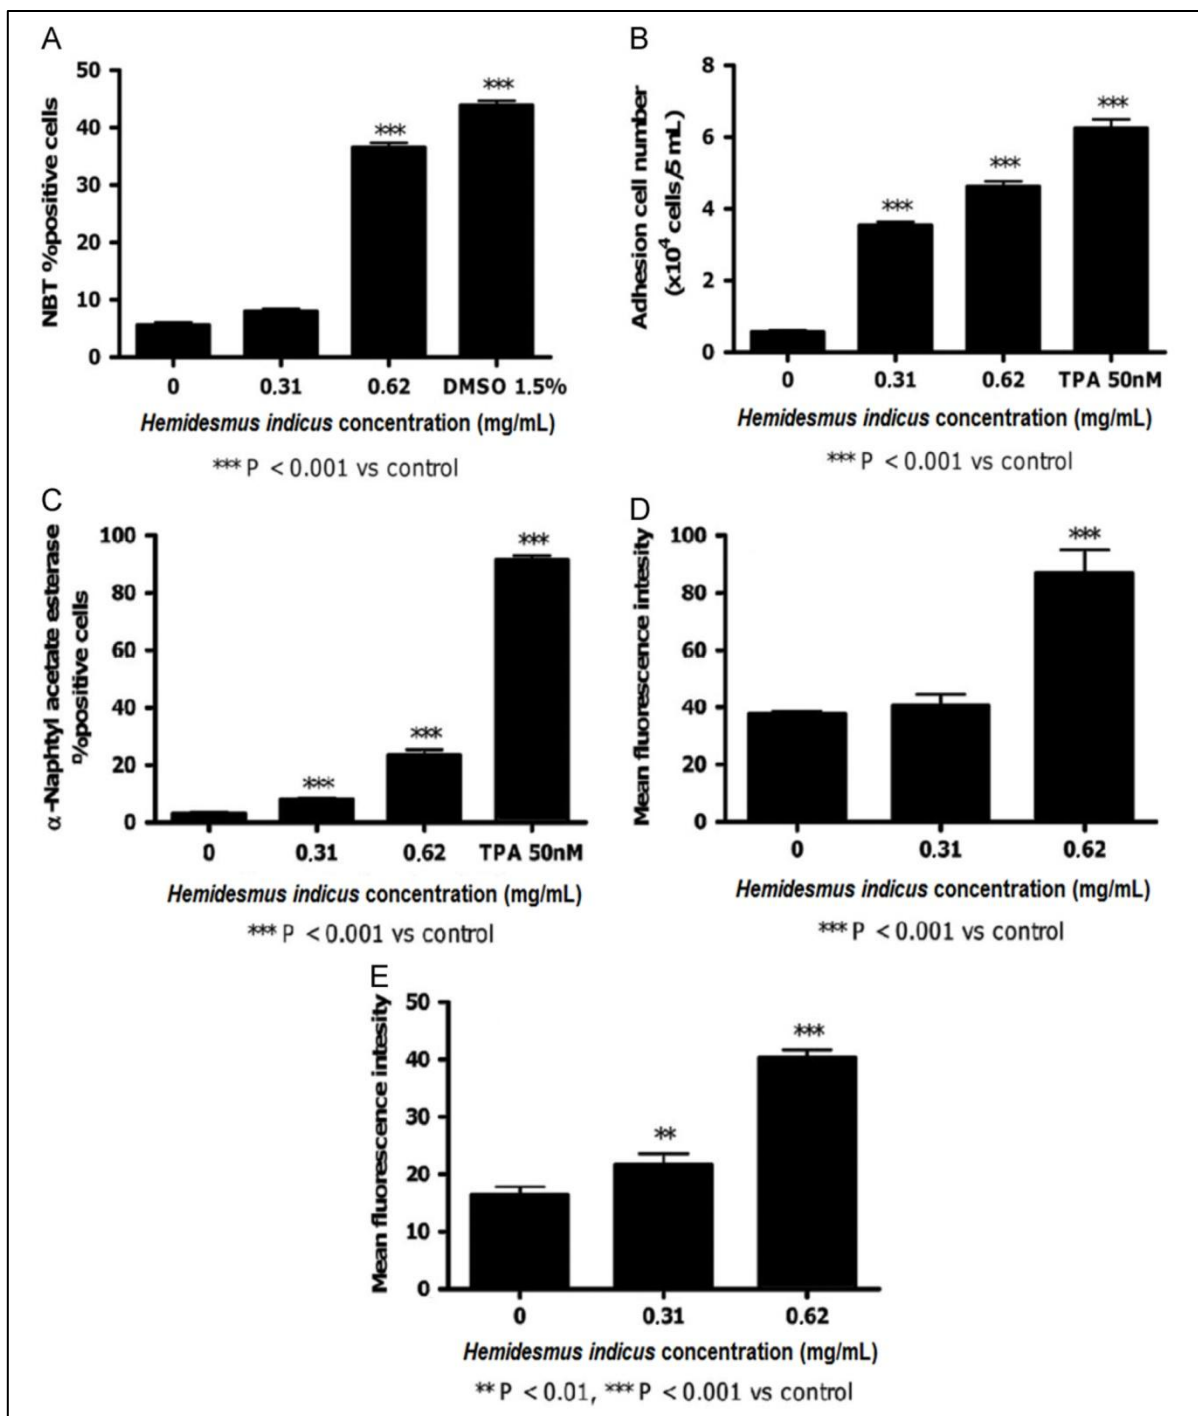 A
NBT %positive cells
50
40
30
20
10
0
***
***
0 0.31 0.62 DMSO 1.5%
Hemidesmus indicus concentration (mg/mL)
*** P < 0.001 vs control
B
Adhesion cell number
(x10⁴ cells/5 mL)
8
6
4
2
0
***
***
***
0 0.31 0.62 TPA 50nM
Hemidesmus indicus concentration (mg/mL)
*** P < 0.001 vs control
C
α-Naphtyl acetate esterase
%positive cells
100
80
60
40
20
0
***
***
***
0 0.31 0.62 TPA 50nM
Hemidesmus indicus concentration (mg/mL)
*** P < 0.001 vs control
D
Mean fluorescence intesity
100
80
60
40
20
0
***
0 0.31 0.62
Hemidesmus indicus concentration (mg/mL)
*** P < 0.001 vs control
E
Mean fluorescence intesity
50
40
30
20
10
0
**
***
0 0.31 0.62
Hemidesmus indicus concentration (mg/mL)
** P < 0.01, *** P < 0.001 vs control